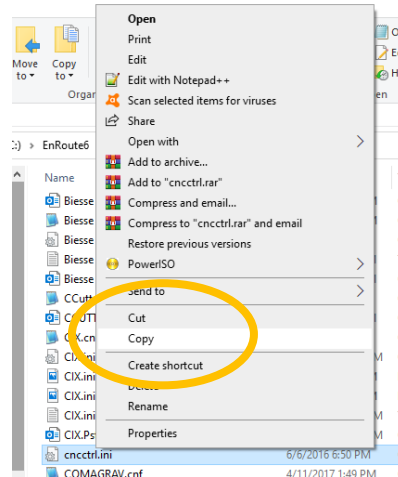 Open
Print
Move Copy
Edit
to to
Edit with Notepad++
Organ
Scan selected items for viruses
en
Share
:) > EnRoute6
Open with
Add to archive...
Name
Add to "cncctrl.rar"
Biesse
Compress and email...
Biesse
Compress to "cncctrl.rar" and email
Biesse
Restore previous versions
Biesse
PowerISO
Biesse
Send to
CCutt
Cut
CIX.cn
Copy
CIX.ini
Create shortcut
CIX.ini
Delete
CIX.ini
Rename
CIX.ini
Properties
CIX.Ps
cncctrl.ini 6/6/2016 6:50 PM
COMAGRAV.cnf 4/11/2017 1:49 PM